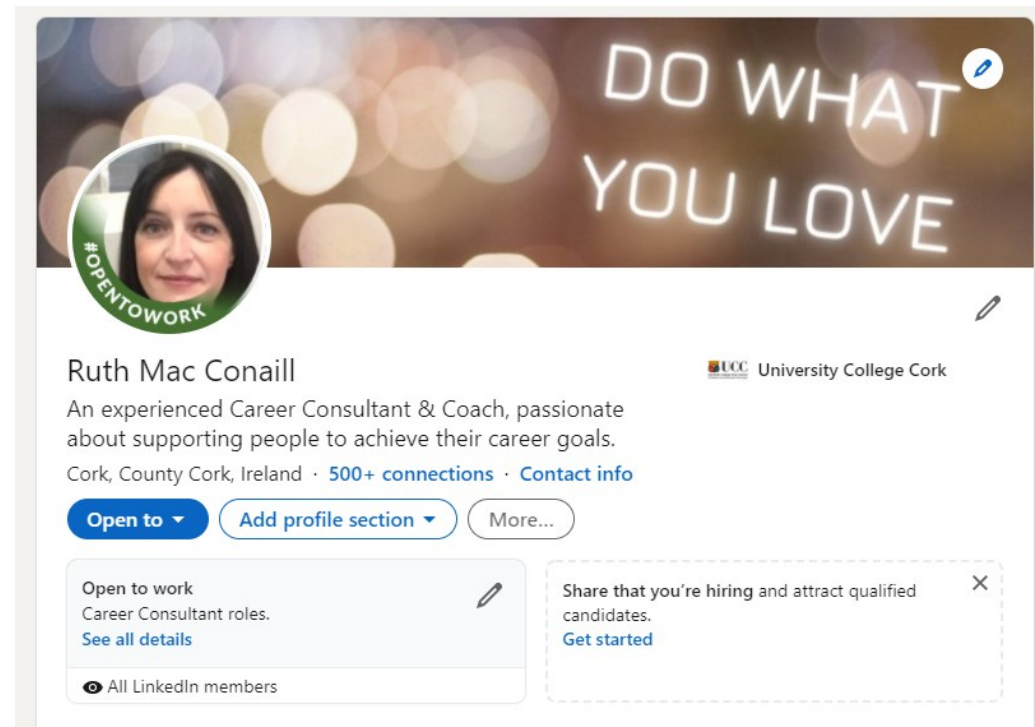 DO WHAT
YOU LOVE
#OPENTOWORK
Ruth Mac Conaill
UCC University College Cork
An experienced Career Consultant & Coach, passionate
about supporting people to achieve their career goals.
Cork, County Cork, Ireland · 500+ connections · Contact info
Open to
Add profile section
More...
Open to work
Career Consultant roles.
See all details
All LinkedIn members
Share that you're hiring and attract qualified
candidates.
Get started